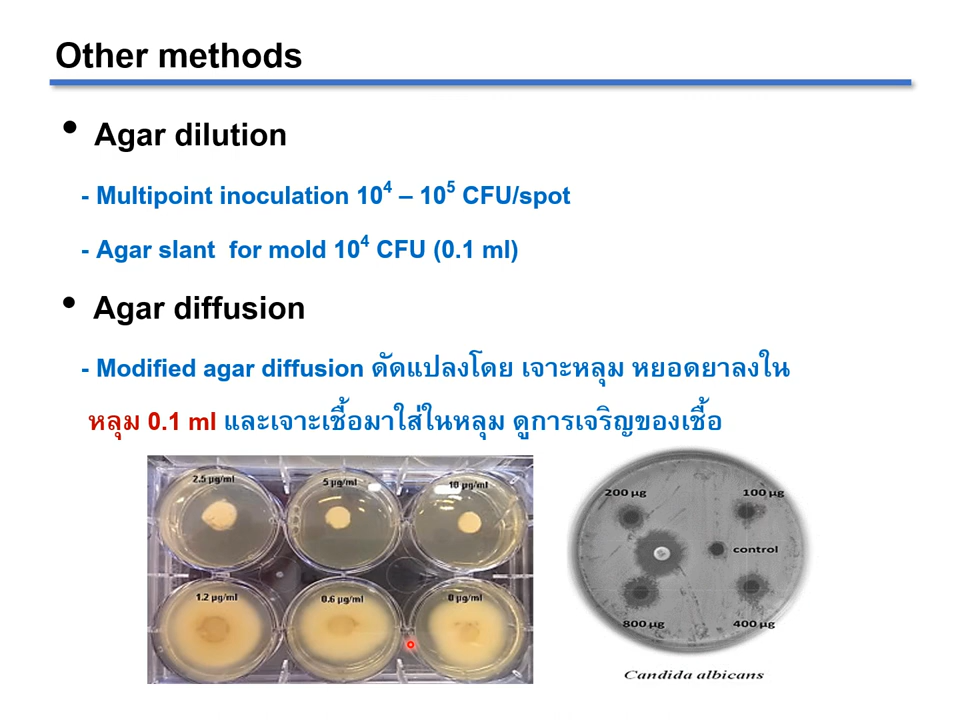 Other methods
• Agar dilution
- Multipoint inoculation 10⁴ – 10⁵ CFU/spot
- Agar slant for mold 10⁴ CFU (0.1 ml)
• Agar diffusion
- Modified agar diffusion ดัดแปลงโดย เจาะหลุม หยอดยาลงใน
หลุม 0.1 ml และเจาะเชื้อมาใส่ในหลุม ดูการเจริญของเชื้อ
2.5 µg/ml 5 µg/ml 10 µg/ml
1.2 µg/ml 0.6 µg/ml 0 µg/ml
200 µg 100 µg
control
800 µg 400 µg
Candida albicans